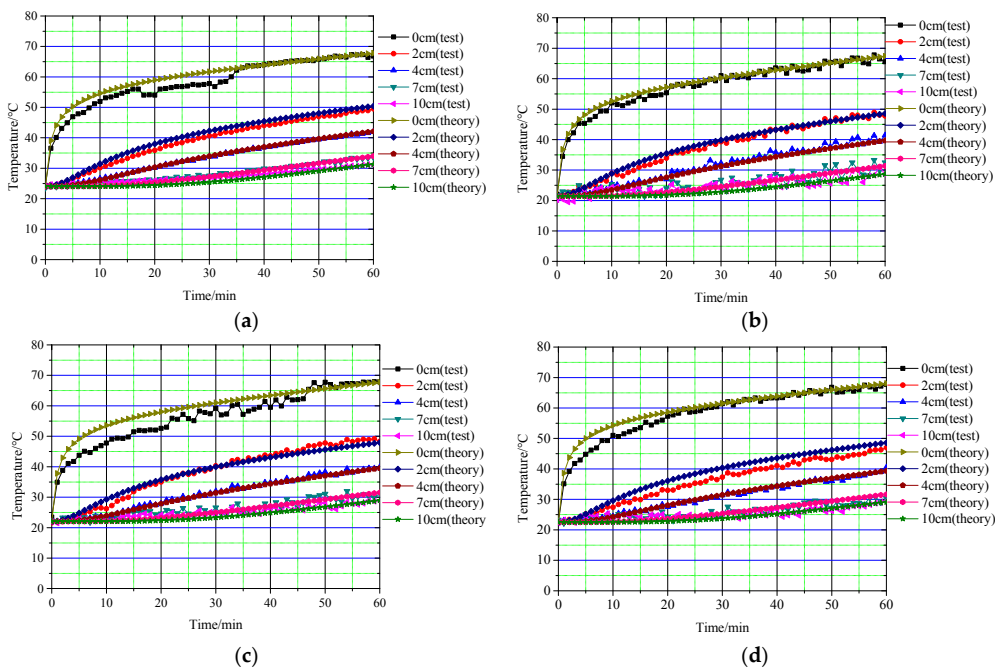 80
70
60
50
40
30
20
10
0
Temperature/°C
0 10 20 30 40 50 60
Time/min
0cm(test)
2cm(test)
4cm(test)
7cm(test)
10cm(test)
0cm(theory)
2cm(theory)
4cm(theory)
7cm(theory)
10cm(theory)
(a)
80
70
60
50
40
30
20
10
0
Temperature/°C
0 10 20 30 40 50 60
Time/min
0cm(test)
2cm(test)
4cm(test)
7cm(test)
10cm(test)
0cm(theory)
2cm(theory)
4cm(theory)
7cm(theory)
10cm(theory)
(b)
80
70
60
50
40
30
20
10
0
Temperature/°C
0 10 20 30 40 50 60
Time/min
0cm(test)
2cm(test)
4cm(test)
7cm(test)
10cm(test)
0cm(theory)
2cm(theory)
4cm(theory)
7cm(theory)
10cm(theory
(c)
80
70
60
50
40
30
20
10
0
Temperature/°C
0 10 20 30 40 50 60
Time/min
0cm(test)
2cm(test)
4cm(test)
7cm(test)
10cm(test)
0cm(theory)
2cm(theory)
4cm(theory)
7cm(theory)
10cm(theory)
(d)